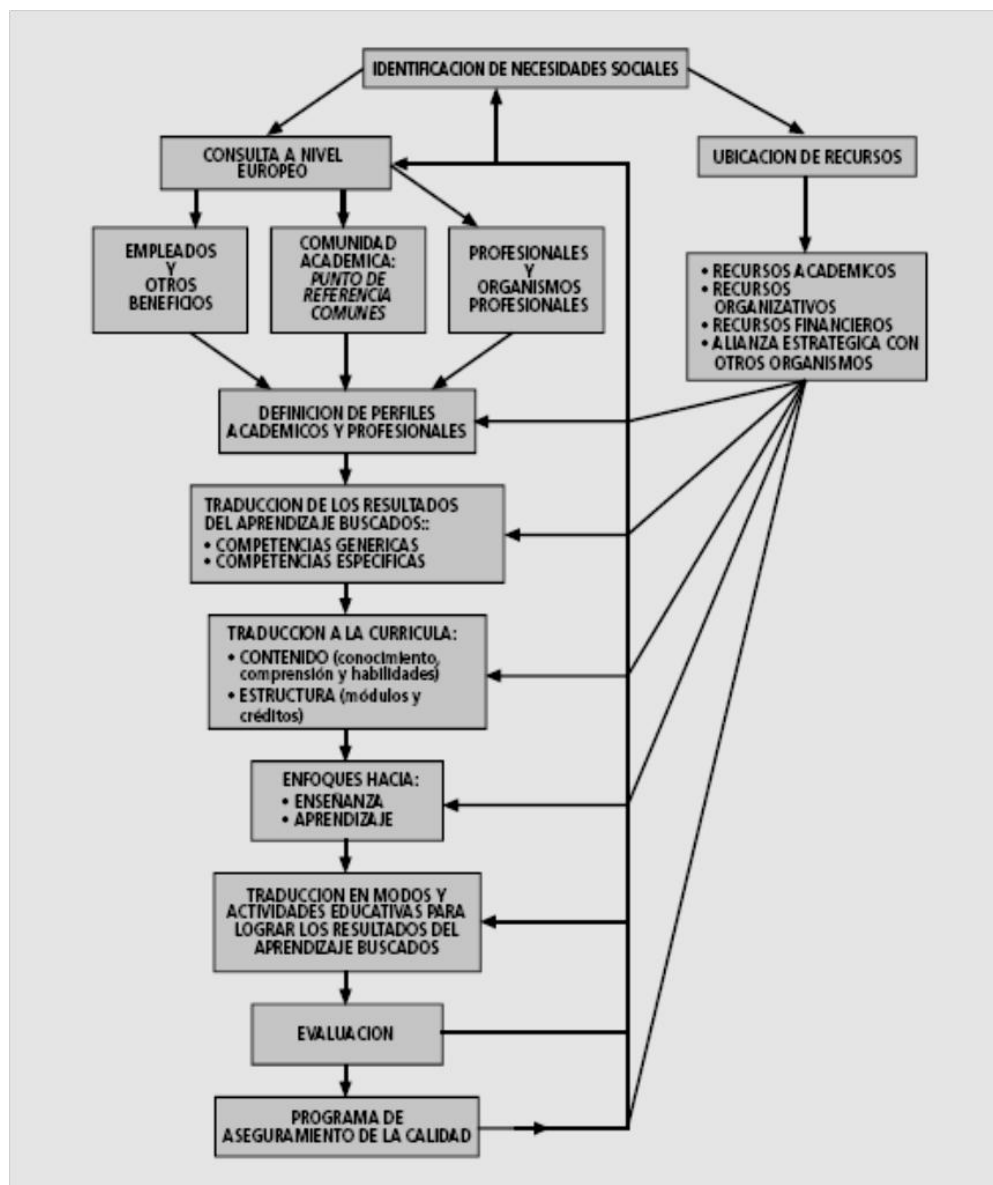 IDENTIFICACION DE NECESIDADES SOCIALES
CONSULTA A NIVEL
EUROPEO
UBICACION DE RECURSOS
EMPLEADOS
Y
OTROS
BENEFICIOS
COMUNIDAD
ACADEMICA:
PUNTO DE
REFERENCIA
COMUNES
PROFESIONALES
Y
ORGANISMOS
PROFESIONALES
• RECURSOS ACADEMICOS
• RECURSOS
ORGANIZATIVOS
• RECURSOS FINANCIEROS
• ALIANZA ESTRATEGICA CON
OTROS ORGANISMOS
DEFINICION DE PERFILES
ACADEMICOS Y PROFESIONALES
TRADUCCION DE LOS RESULTADOS
DEL APRENDIZAJE BUSCADOS::
• COMPETENCIAS GENERICAS
• COMPETENCIAS ESPECIFICAS
TRADUCCION A LA CURRICULA:
• CONTENIDO (conocimiento,
comprensión y habilidades)
• ESTRUCTURA (módulos y
créditos)
ENFOQUES HACIA:
• ENSEÑANZA
• APRENDIZAJE
TRADUCCION EN MODOS Y
ACTIVIDADES EDUCATIVAS PARA
LOGRAR LOS RESULTADOS DEL
APRENDIZAJE BUSCADOS
EVALUACION
PROGRAMA DE
ASEGURAMIENTO DE LA CALIDAD